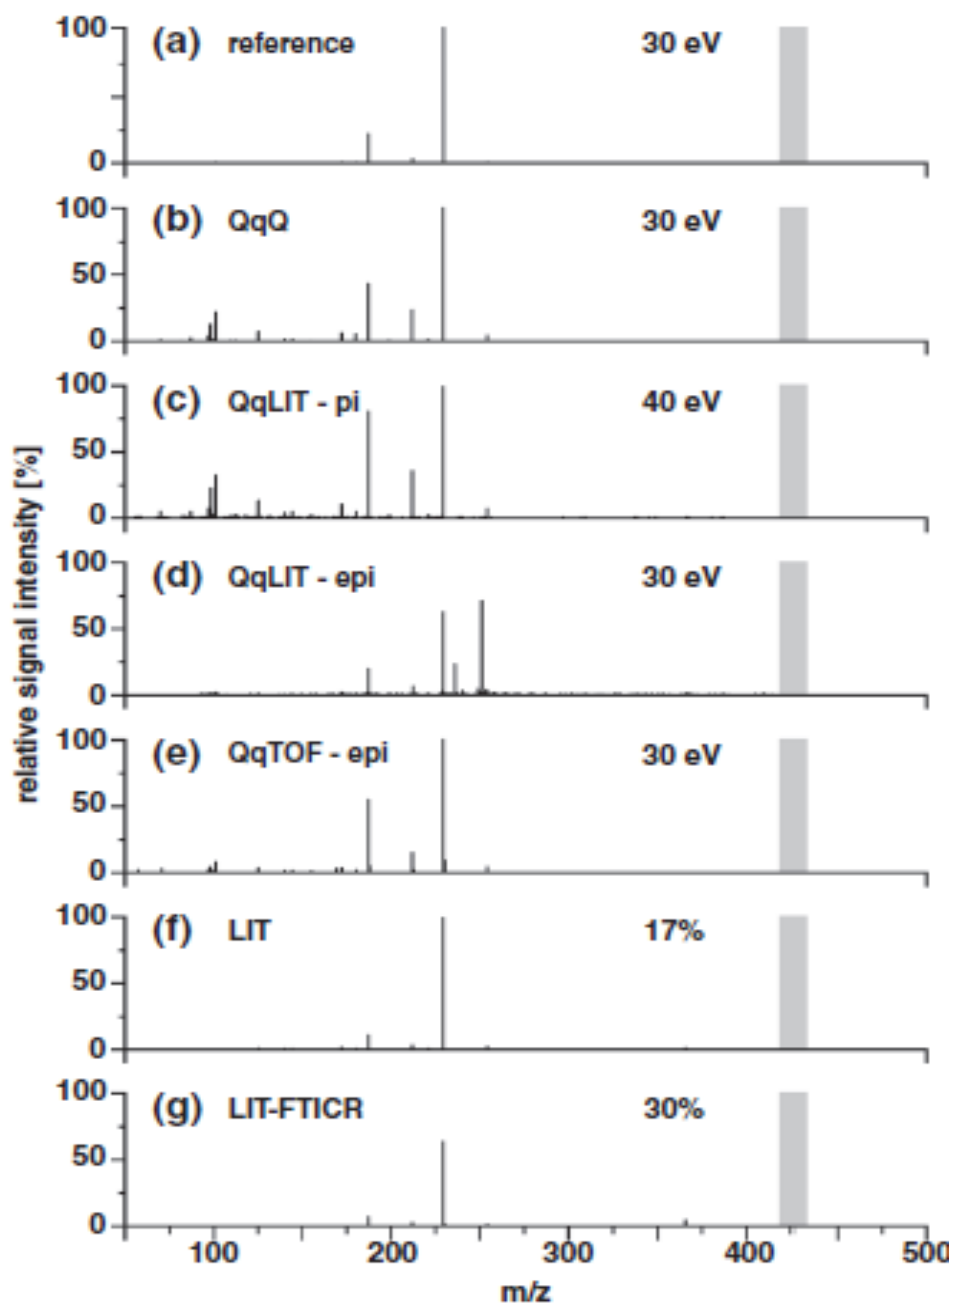 100
(a) reference 30 eV
0
100
(b) QqQ 30 eV
50
0
100
(c) QqLIT - pi 40 eV
50
0
100
(d) QqLIT - epi 30 eV
50
0
100
(e) QqTOF - epi 30 eV
50
0
100
(f) LIT 17%
50
0
100
(g) LIT-FTICR 30%
50
0
relative signal intensity [%]
100 200 300 400 500
m/z